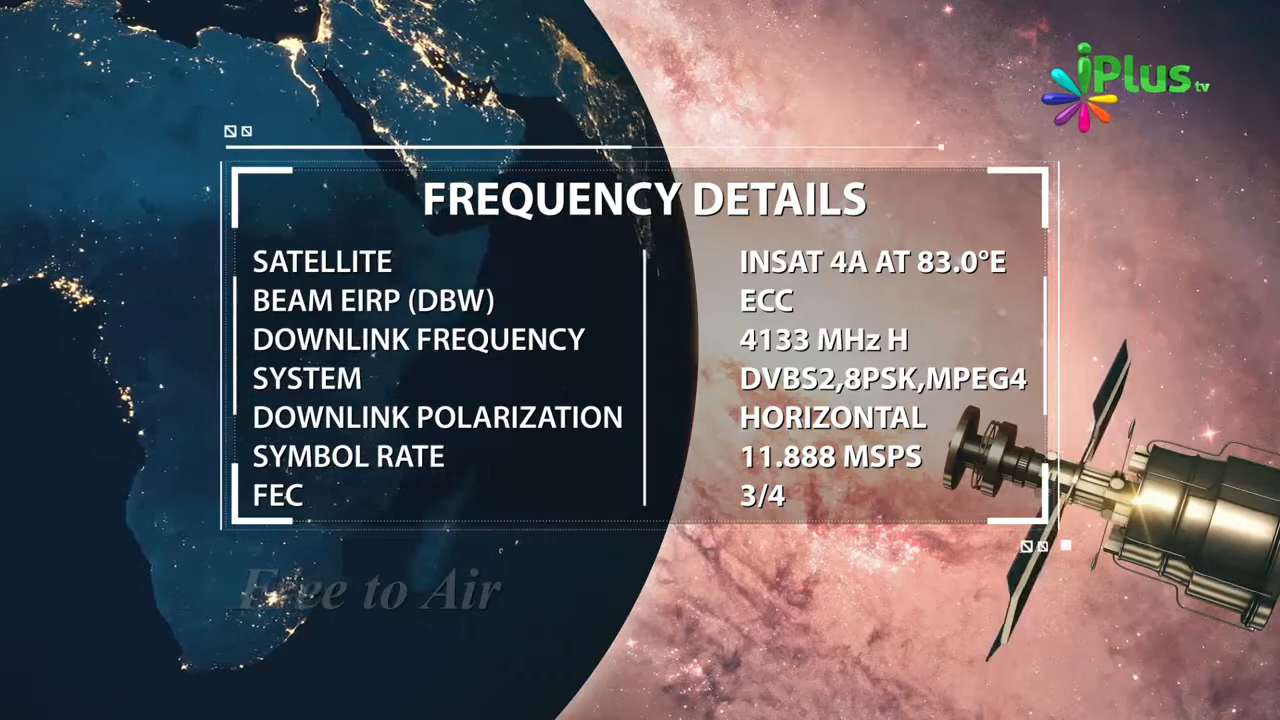 iPlus tv
FREQUENCY DETAILS
SATELLITE INSAT 4A AT 83.0°E
BEAM EIRP (DBW) ECC
DOWNLINK FREQUENCY 4133 MHz H
SYSTEM DVBS2,8PSK,MPEG4
DOWNLINK POLARIZATION HORIZONTAL
SYMBOL RATE 11.888 MSPS
FEC 3/4
Free to Air